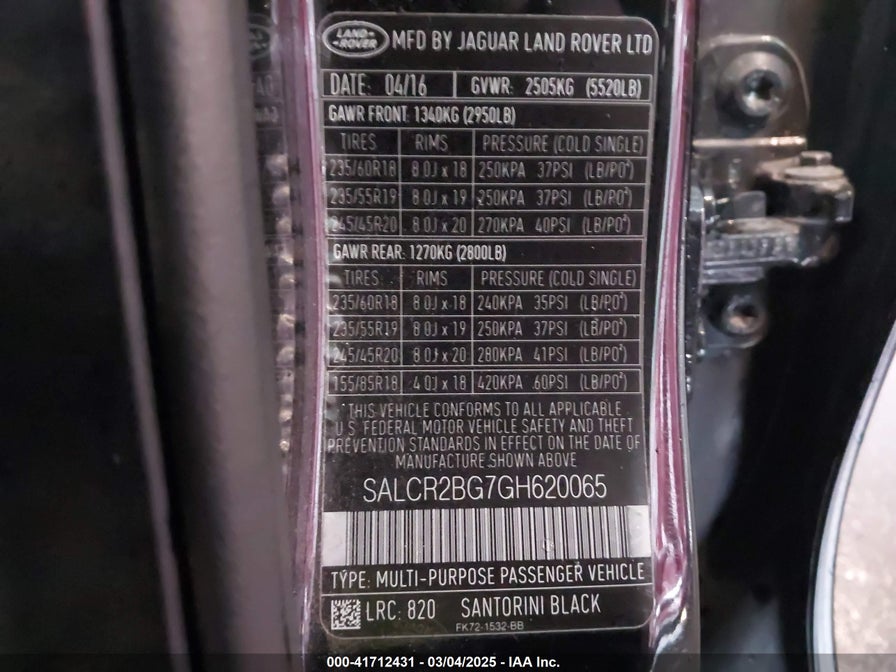 LAND ROVER MFD BY JAGUAR LAND ROVER LTD
DATE: 04/16 GVWR: 2505KG (5520LB)
GAWR FRONT: 1340KG (2950LB)
TIRES RIMS PRESSURE (COLD SINGLE)
235/60R18 8.0J x 18 250KPA 37PSI (LB/PO²)
235/55R19 8.0J x 19 250KPA 37PSI (LB/PO²)
245/45R20 8.0J x 20 270KPA 40PSI (LB/PO²)
GAWR REAR: 1270KG (2800LB)
TIRES RIMS PRESSURE (COLD SINGLE)
235/60R18 8.0J x 18 240KPA 35PSI (LB/PO²)
235/55R19 8.0J x 19 250KPA 37PSI (LB/PO²)
245/45R20 8.0J x 20 280KPA 41PSI (LB/PO²)
155/85R18 4.0J x 18 420KPA 60PSI (LB/PO²)
THIS VEHICLE CONFORMS TO ALL APPLICABLE
U.S. FEDERAL MOTOR VEHICLE SAFETY AND THEFT
PREVENTION STANDARDS IN EFFECT ON THE DATE OF
MANUFACTURE SHOWN ABOVE
SALCR2BG7GH620065
TYPE: MULTI-PURPOSE PASSENGER VEHICLE
LRC: 820 SANTORINI BLACK
FK72-1532-BB
000-41712431 - 03/04/2025 - IAA Inc.